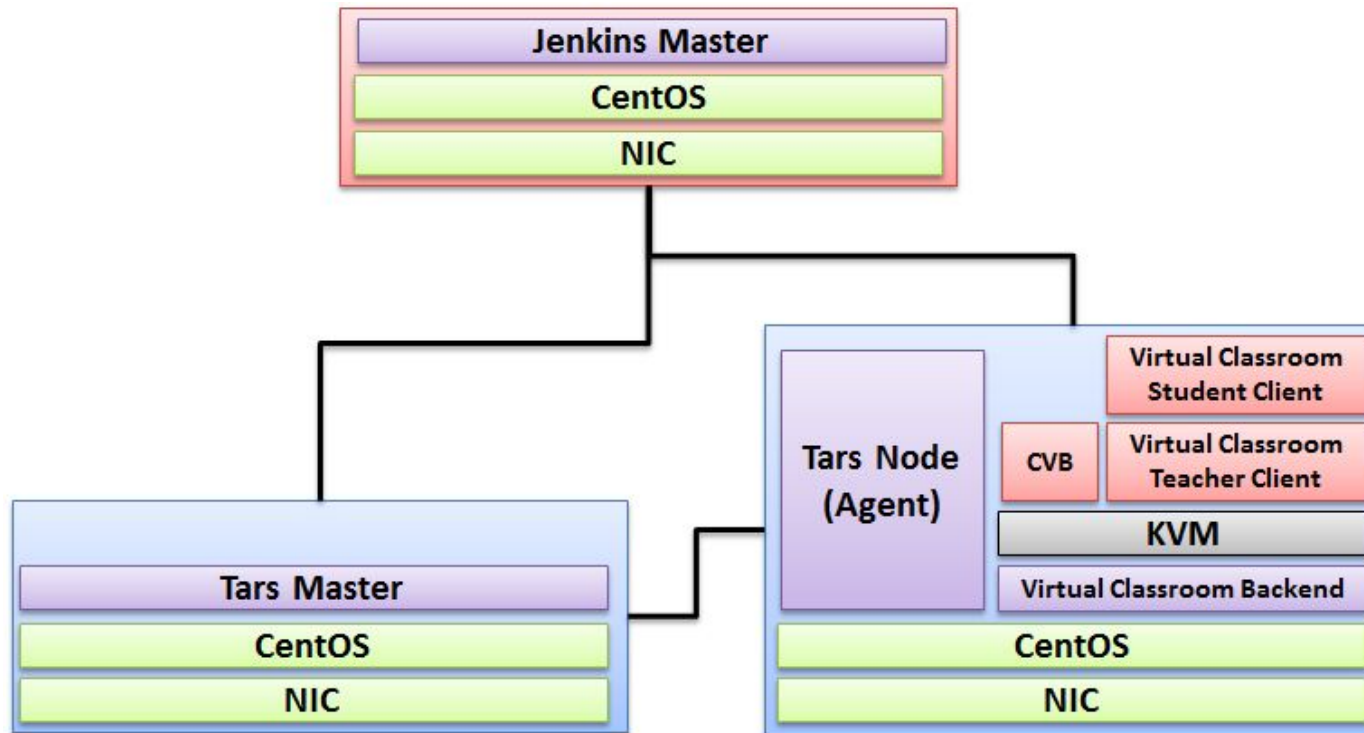 Jenkins Master
CentOS
NIC
Virtual Classroom
Student Client
Tars Node
(Agent)
CVB
Virtual Classroom
Teacher Client
KVM
Virtual Classroom Backend
CentOS
NIC
Tars Master
CentOS
NIC